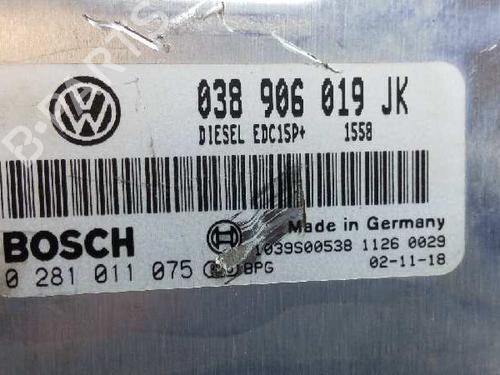 038 906 019 JK
DIESEL EDC15P+ 1558
BOSCH
Made in Germany
1039S00538 1126 0029
0 281 011 075
02-11-18